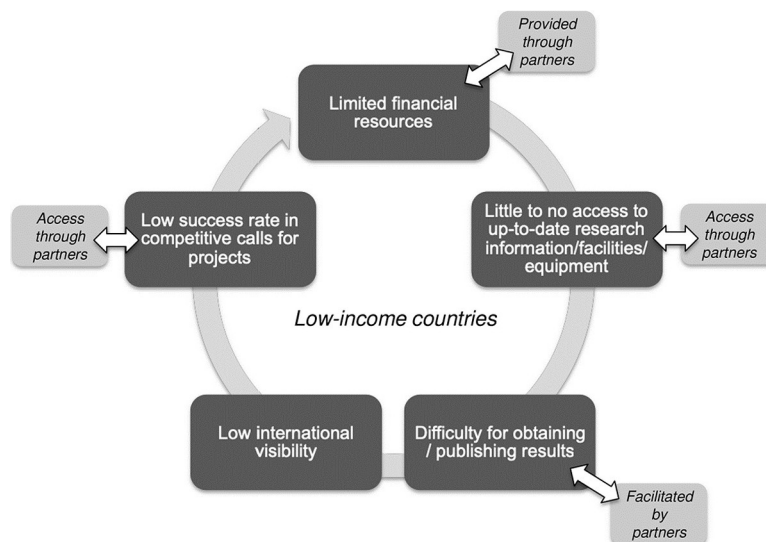 Provided
through
partners
Limited financial
resources
Little to no access to
up-to-date research
information/facilities/
equipment
Access
through
partners
Difficulty for obtaining
/ publishing results
Facilitated
by
partners
Low international
visibility
Low success rate in
competitive calls for
projects
Access
through
partners
Low-income countries